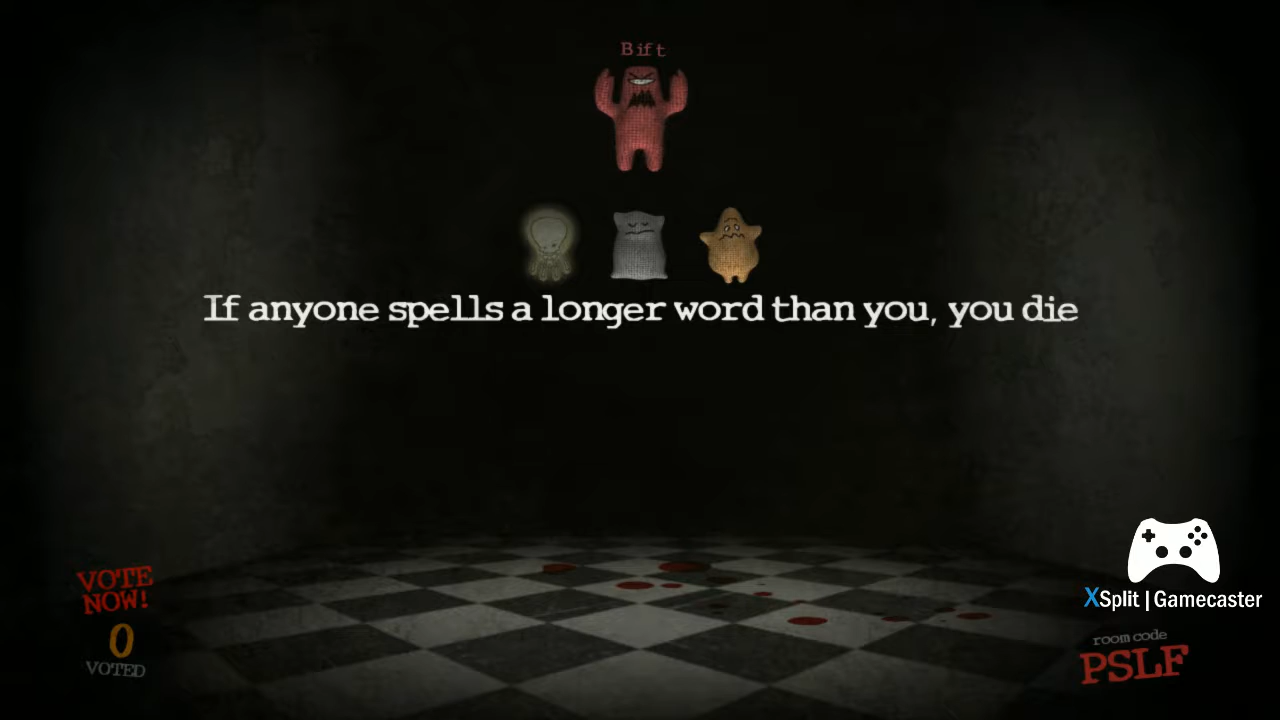 Bift
If anyone spells a longer word than you, you die
VOTE
NOW!
0
VOTED
XSplit | Gamecaster
room code
PSLF